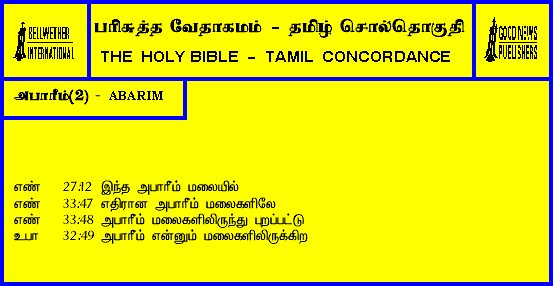 BELLWETHER
INTERNATIONAL
பரிசுத்த வேதாகமம் - தமிழ் சொல்தொகுதி
THE HOLY BIBLE - TAMIL CONCORDANCE
GOOD NEWS
PUBLISHERS
அபாரீம்(2) - ABARIM
எண் 27:12 இந்த அபாரீம் மலையில்
எண் 33:47 எதிரான அபாரீம் மலைகளிலே
எண் 33:48 அபாரீம் மலைகளிலிருந்து புறப்பட்டு
உபா 32:49 அபாரீம் என்னும் மலைகளிலிருக்கிற